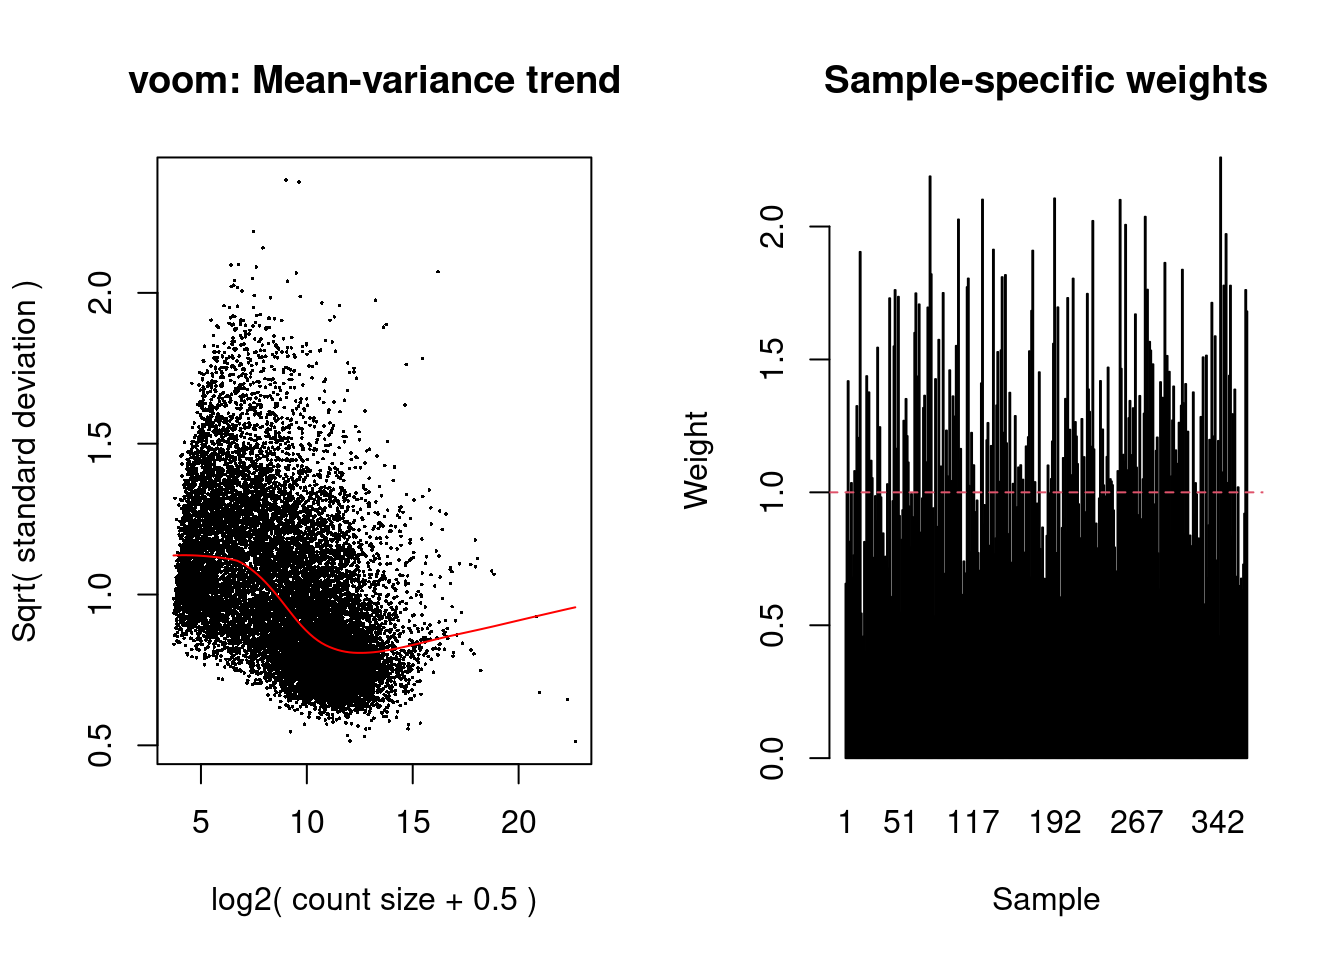 voom: Mean-variance trend
Sqrt( standard deviation )
2.0
1.5
1.0
0.5
5 10 15 20
log2( count size + 0.5 )
Sample-specific weights
Weight
2.0
1.5
1.0
0.5
0.0
1 51 117 192 267 342
Sample